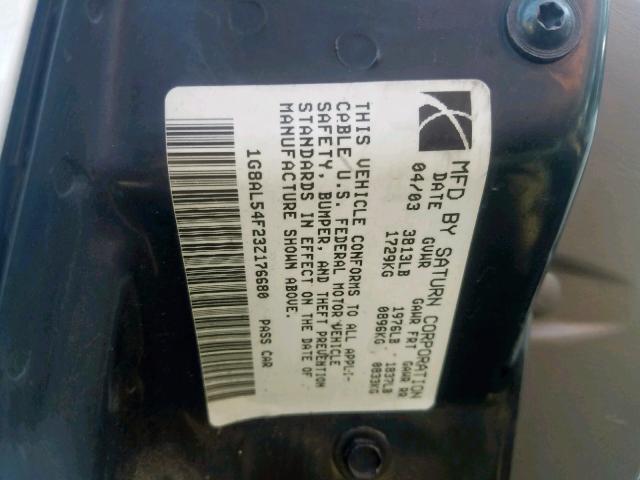 MFD BY SATURN CORPORATION
DATE GVWR GAWR FRT GAWR RR
04/03 3813LB 1976LB 1837LB
1729KG 0896KG 0833KG
THIS VEHICLE CONFORMS TO ALL APPLI-
CABLE U.S. FEDERAL MOTOR VEHICLE
SAFETY, BUMPER, AND THEFT PREVENTION
STANDARDS IN EFFECT ON THE DATE OF
MANUFACTURE SHOWN ABOVE.
1G8AL54F23Z176680 PASS CAR